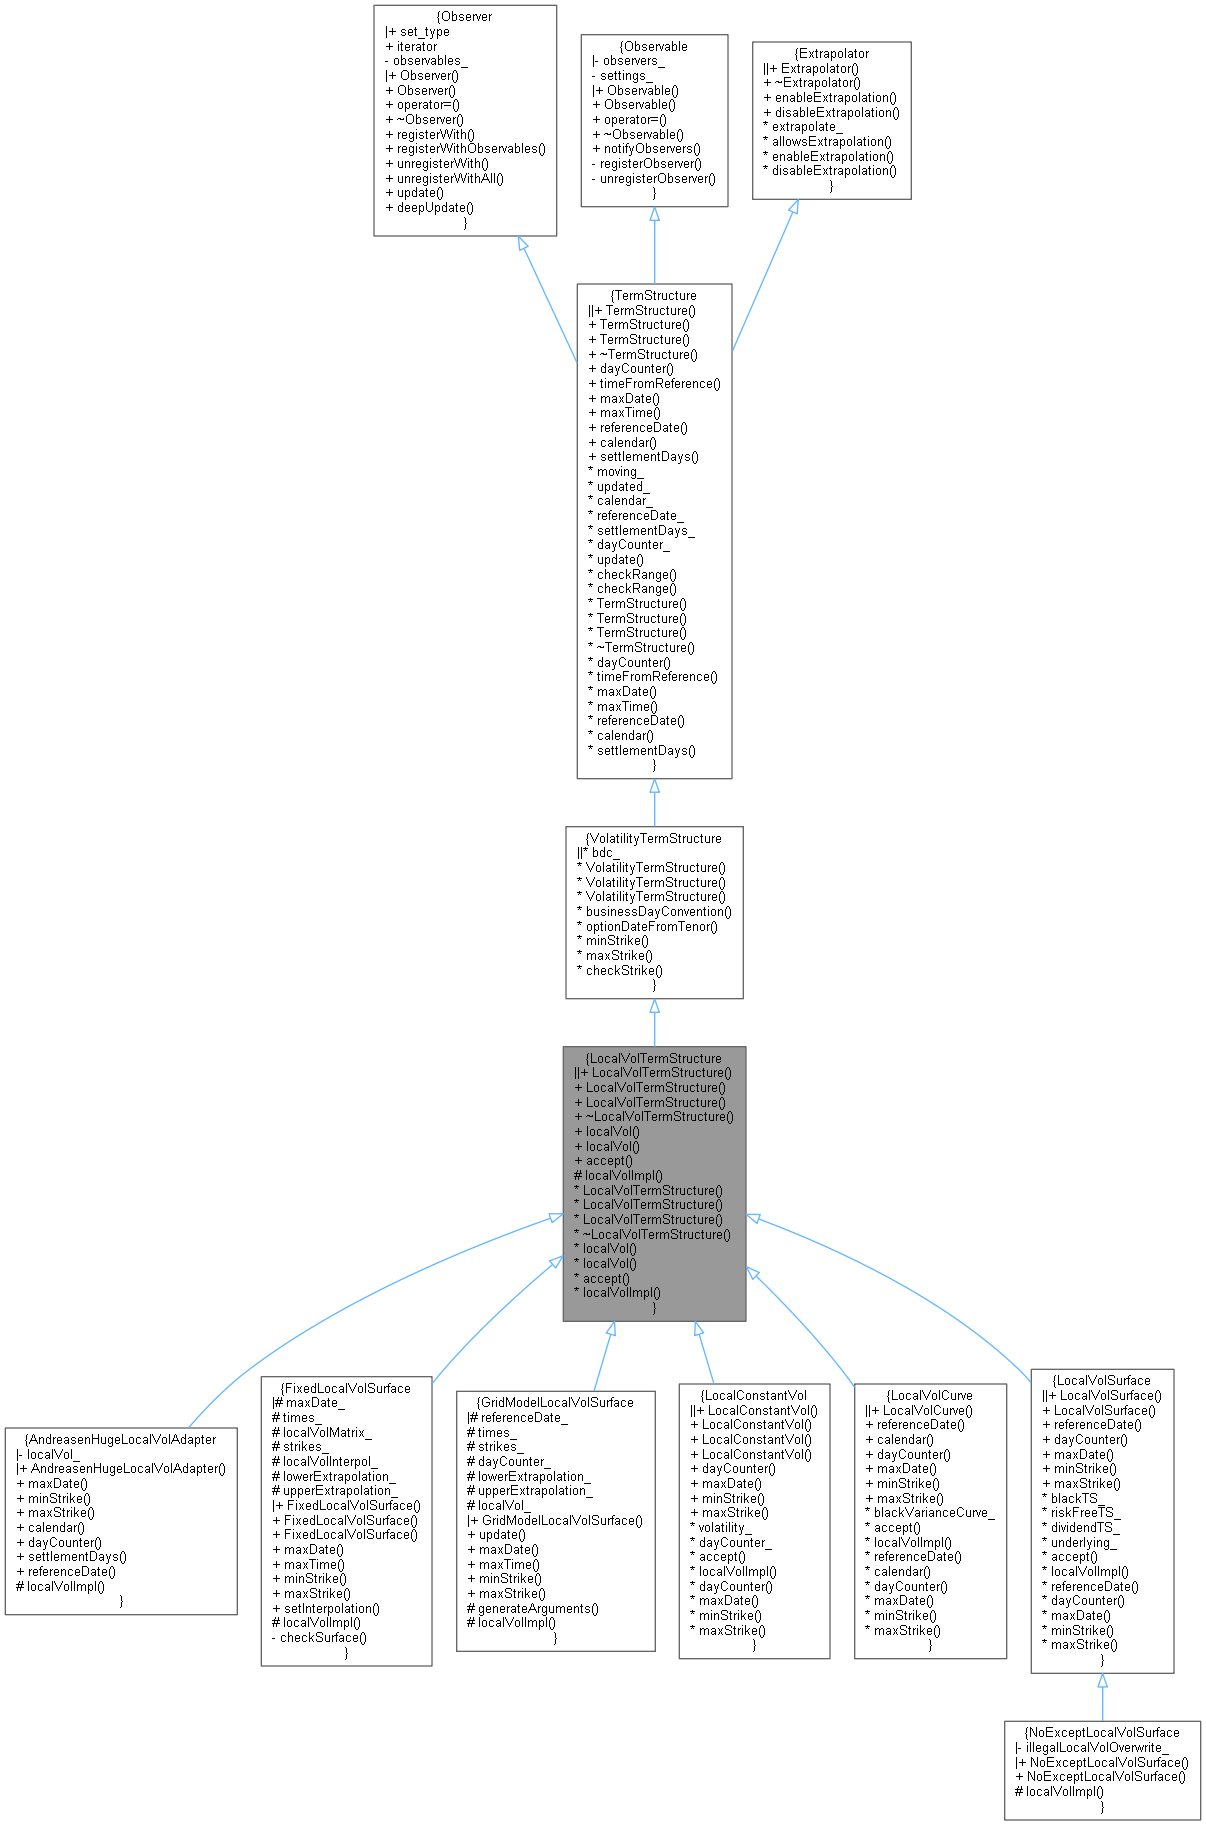 {Observer
|+ set_type
+ iterator
- observables_
|+ Observer()
+ Observer()
+ operator=()
+ ~Observer()
+ registerWith()
+ registerWithObservables()
+ unregisterWith()
+ unregisterWithAll()
+ update()
+ deepUpdate()
}
{Observable
|- observers_
- settings_
|+ Observable()
+ Observable()
+ operator=()
+ ~Observable()
+ notifyObservers()
- registerObserver()
- unregisterObserver()
}
{Extrapolator
||+ Extrapolator()
+ ~Extrapolator()
+ enableExtrapolation()
+ disableExtrapolation()
* extrapolate_
* allowsExtrapolation()
* enableExtrapolation()
* disableExtrapolation()
}
{TermStructure
||+ TermStructure()
+ TermStructure()
+ TermStructure()
+ ~TermStructure()
+ dayCounter()
+ timeFromReference()
+ maxDate()
+ maxTime()
+ referenceDate()
+ calendar()
+ settlementDays()
* moving_
* updated_
* calendar_
* referenceDate_
* settlementDays_
* dayCounter_
* update()
* checkRange()
* checkRange()
* TermStructure()
* TermStructure()
* TermStructure()
* ~TermStructure()
* dayCounter()
* timeFromReference()
* maxDate()
* maxTime()
* referenceDate()
* calendar()
* settlementDays()
}
{VolatilityTermStructure
||* bdc_
* VolatilityTermStructure()
* VolatilityTermStructure()
* VolatilityTermStructure()
* businessDayConvention()
* optionDateFromTenor()
* minStrike()
* maxStrike()
* checkStrike()
}
{LocalVolTermStructure
||+ LocalVolTermStructure()
+ LocalVolTermStructure()
+ LocalVolTermStructure()
+ ~LocalVolTermStructure()
+ localVol()
+ localVol()
+ accept()
# localVolImpl()
* LocalVolTermStructure()
* LocalVolTermStructure()
* LocalVolTermStructure()
* ~LocalVolTermStructure()
* localVol()
* localVol()
* accept()
* localVolImpl()
}
{AndreasenHugeLocalVolAdapter
|- localVol_
|+ AndreasenHugeLocalVolAdapter()
+ maxDate()
+ minStrike()
+ maxStrike()
+ calendar()
+ dayCounter()
+ settlementDays()
+ referenceDate()
# localVolImpl()
}
{FixedLocalVolSurface
|# maxDate_
# times_
# localVolMatrix_
# strikes_
# localVolInterpol_
# lowerExtrapolation_
# upperExtrapolation_
|+ FixedLocalVolSurface()
+ FixedLocalVolSurface()
+ FixedLocalVolSurface()
+ maxDate()
+ maxTime()
+ minStrike()
+ maxStrike()
+ setInterpolation()
# localVolImpl()
- checkSurface()
}
{GridModelLocalVolSurface
|# referenceDate_
# times_
# strikes_
# dayCounter_
# lowerExtrapolation_
# upperExtrapolation_
# localVol_
|+ GridModelLocalVolSurface()
+ update()
+ maxDate()
+ maxTime()
+ minStrike()
+ maxStrike()
# generateArguments()
# localVolImpl()
}
{LocalConstantVol
||+ LocalConstantVol()
+ LocalConstantVol()
+ LocalConstantVol()
+ LocalConstantVol()
+ dayCounter()
+ maxDate()
+ minStrike()
+ maxStrike()
* volatility_
* dayCounter_
* accept()
* localVolImpl()
* dayCounter()
* maxDate()
* minStrike()
* maxStrike()
}
{LocalVolCurve
||+ LocalVolCurve()
+ referenceDate()
+ calendar()
+ dayCounter()
+ maxDate()
+ minStrike()
+ maxStrike()
* blackVarianceCurve_
* accept()
* localVolImpl()
* referenceDate()
* calendar()
* dayCounter()
* maxDate()
* minStrike()
* maxStrike()
}
{LocalVolSurface
||+ LocalVolSurface()
+ LocalVolSurface()
+ referenceDate()
+ dayCounter()
+ maxDate()
+ minStrike()
+ maxStrike()
* blackTS_
* riskFreeTS_
* dividendTS_
* underlying_
* accept()
* localVolImpl()
* referenceDate()
* dayCounter()
* maxDate()
* minStrike()
* maxStrike()
}
{NoExceptLocalVolSurface
|- illegalLocalVolOverwrite_
|+ NoExceptLocalVolSurface()
+ NoExceptLocalVolSurface()
# localVolImpl()
}